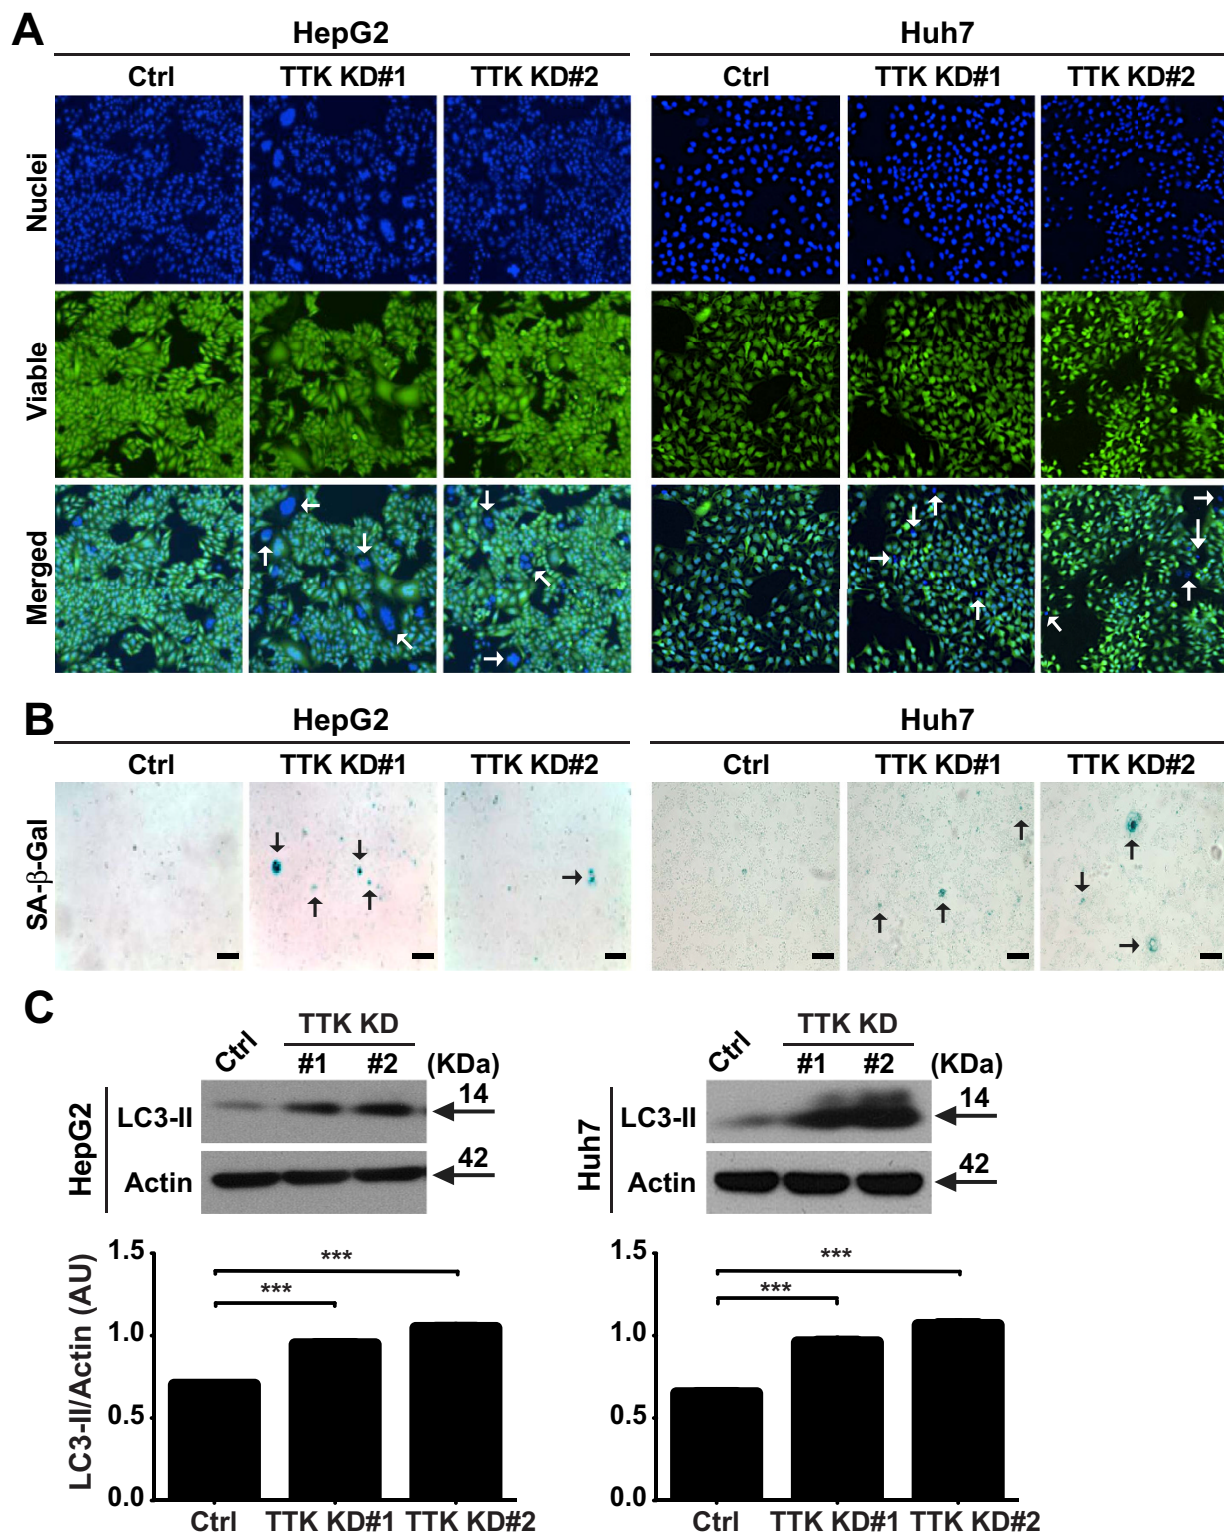 A
HepG2 Huh7
Ctrl TTK KD#1 TTK KD#2 Ctrl TTK KD#1 TTK KD#2
Nuclei
Viable
Merged
B
HepG2 Huh7
Ctrl TTK KD#1 TTK KD#2 Ctrl TTK KD#1 TTK KD#2
SA-β-Gal
C
HepG2
Ctrl TTK KD
#1 #2 (KDa)
LC3-II 14
Actin 42
Huh7
Ctrl TTK KD
#1 #2 (KDa)
LC3-II 14
Actin 42
LC3-II/Actin (AU)
1.5
1.0
0.5
0.0
***
***
Ctrl TTK KD#1 TTK KD#2
1.5
1.0
0.5
0.0
***
***
Ctrl TTK KD#1 TTK KD#2